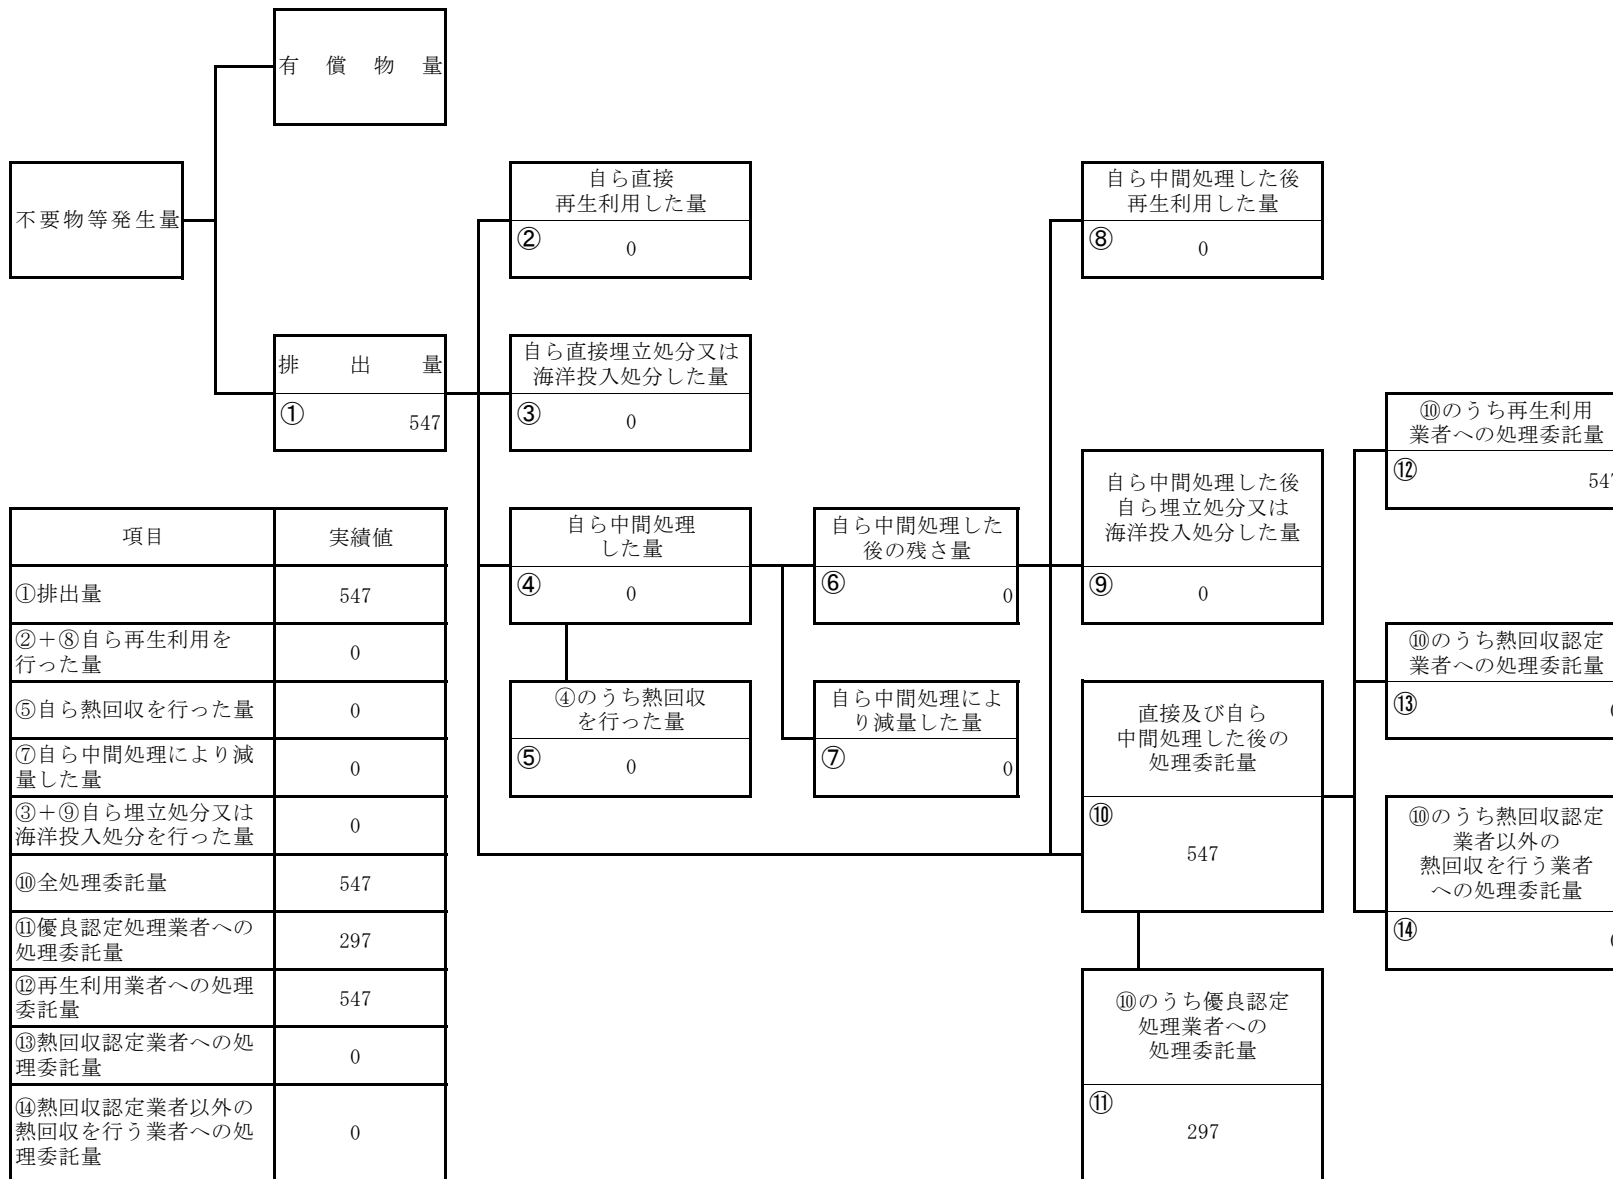 有償物量
不要物等発生量
排出量
①
547
自ら直接
再生利用した量
②
0
自ら直接埋立処分又は
海洋投入処分した量
③
0
自ら中間処理
した量
④
0
④のうち熱回収
を行った量
⑤
0
自ら中間処理した
後の残さ量
⑥
0
自ら中間処理によ
り減量した量
⑦
0
自ら中間処理した後
再生利用した量
⑧
0
自ら中間処理した後
自ら埋立処分又は
海洋投入処分した量
⑨
0
直接及び自ら
中間処理した後の
処理委託量
⑩
547
⑩のうち優良認定
処理業者への
処理委託量
⑪
297
⑩のうち再生利用
業者への処理委託量
⑫
547
⑩のうち熱回収認定
業者への処理委託量
⑬
⑩のうち熱回収認定
業者以外の
熱回収を行う業者
への処理委託量
⑭
項目 実績値
①排出量 547
②+⑧自ら再生利用を
行った量 0
⑤自ら熱回収を行った量 0
⑦自ら中間処理により減
量した量 0
③+⑨自ら埋立処分又は
海洋投入処分を行った量 0
⑩全処理委託量 547
⑪優良認定処理業者への
処理委託量 297
⑫再生利用業者への処理
委託量 547
⑬熱回収認定業者への処
理委託量 0
⑭熱回収認定業者以外の
熱回収を行う業者への処
理委託量 0